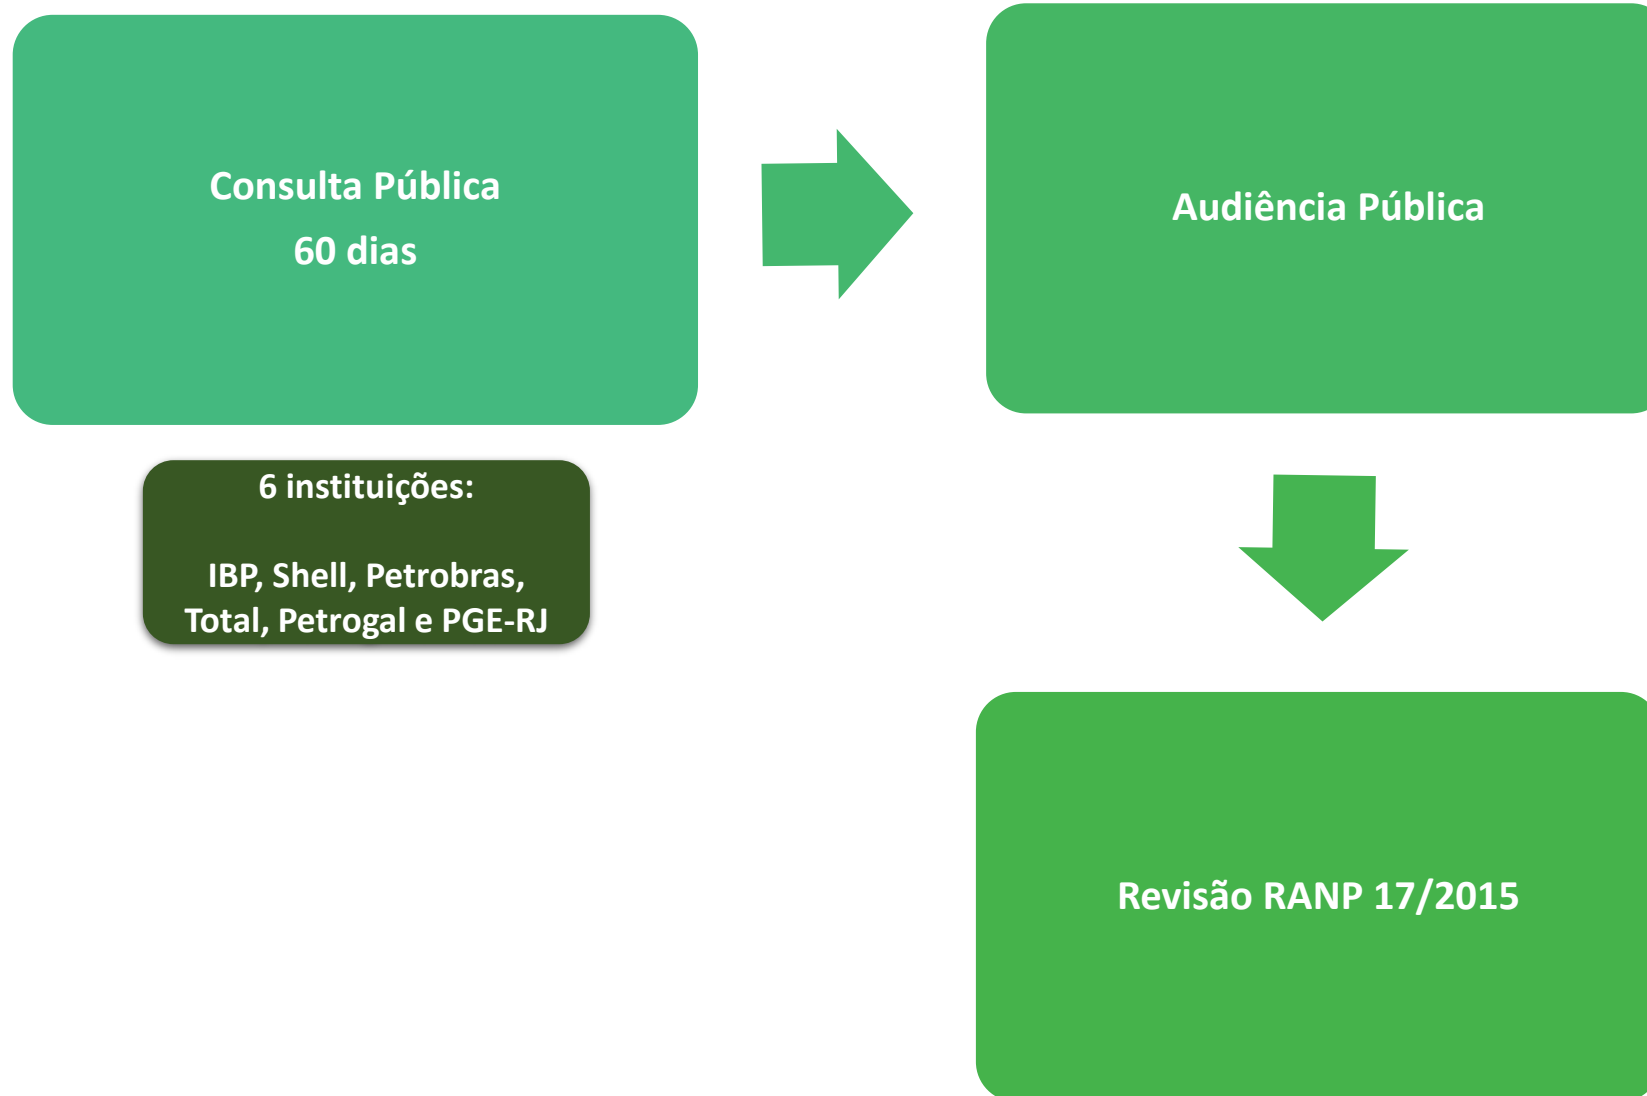 Consulta Pública
60 dias
Audiência Pública
6 instituições:
IBP, Shell, Petrobras,
Total, Petrogal e PGE-RJ
Revisão RANP 17/2015